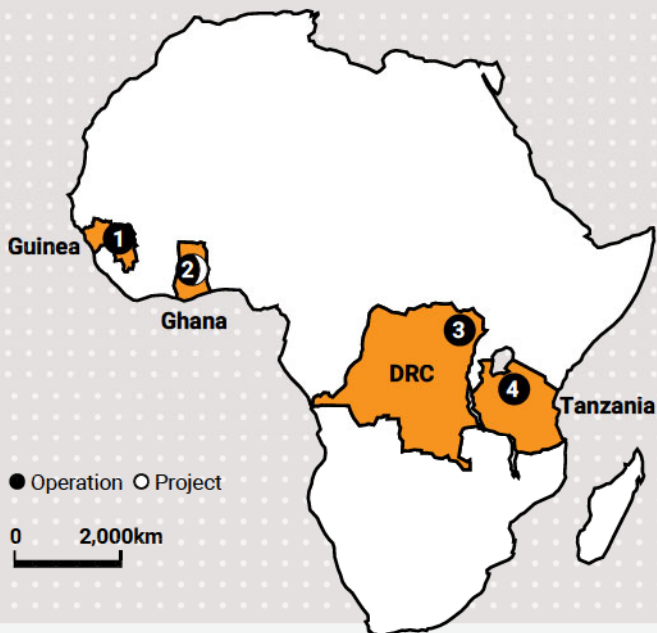 1
Guinea
2
Ghana
3
DRC
4
Tanzania
Operation Project
0 2,000km